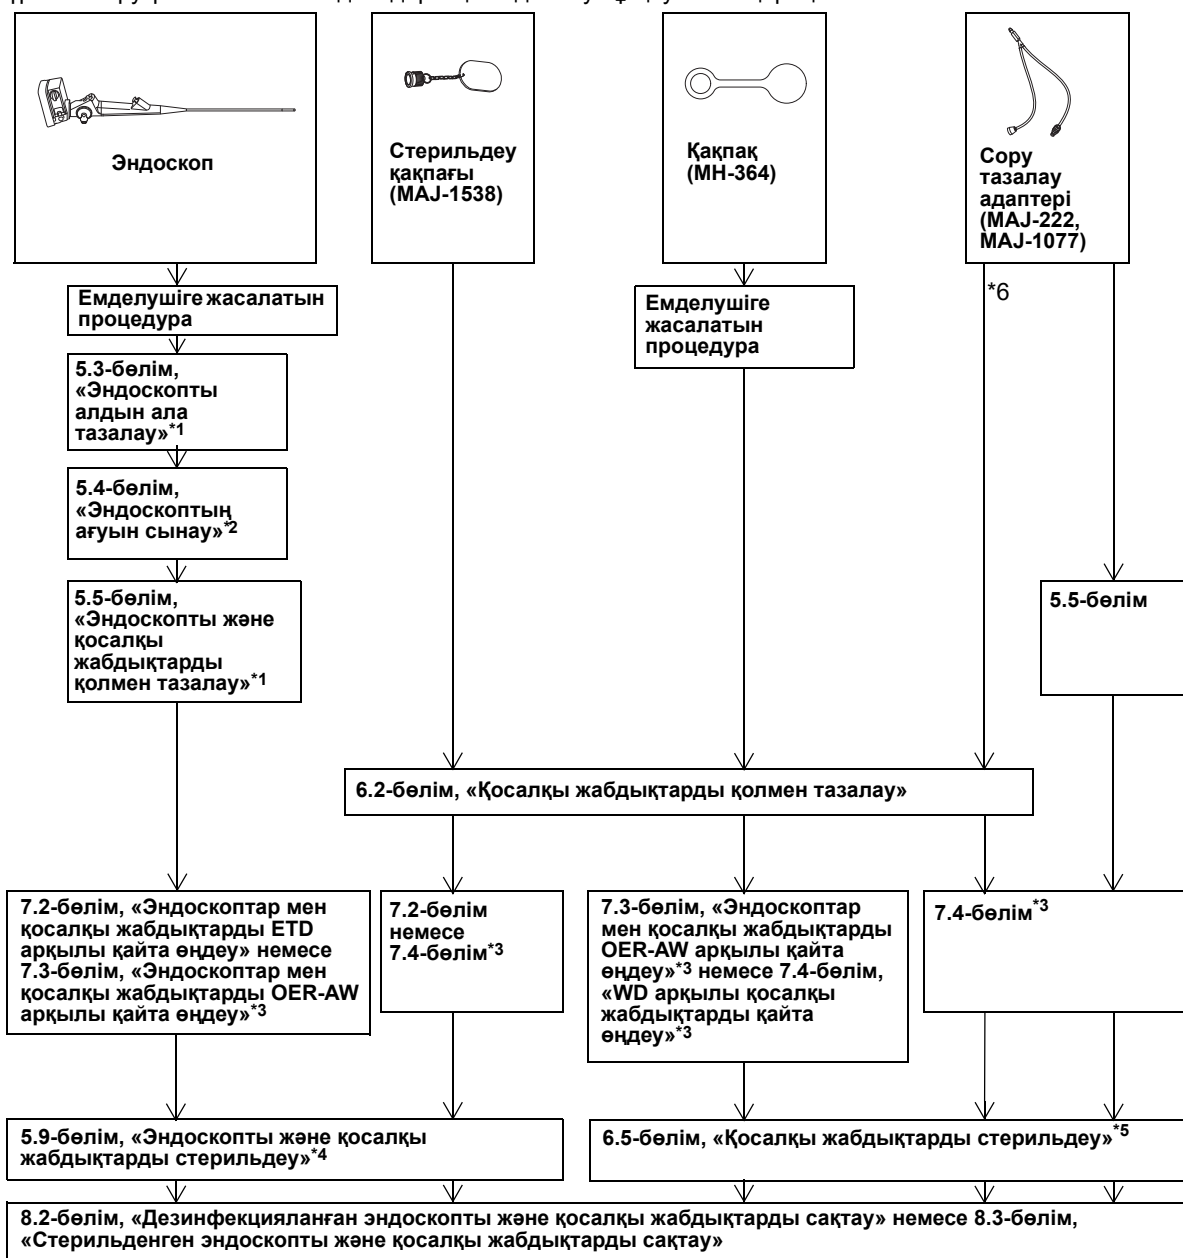 Эндоскоп
Стерильдеу
қақпағы
(MAJ-1538)
Қақпақ
(MH-364)
Сору
тазалау
адаптері
(MAJ-222,
MAJ-1077)
Емделушіге жасалатын
процедура
Емделушіге
жасалатын
процедура
*6
5.3-бөлім,
«Эндоскопты
алдын ала
тазалау»*1
5.4-бөлім,
«Эндоскоптың
ағуын сынау»*2
5.5-бөлім,
«Эндоскопты және
қосалқы
жабдықтарды
қолмен тазалау»*1
5.5-бөлім
6.2-бөлім, «Қосалқы жабдықтарды қолмен тазалау»
7.2-бөлім, «Эндоскоптар мен
қосалқы жабдықтарды ETD
арқылы қайта өңдеу» немесе
7.3-бөлім, «Эндоскоптар мен
қосалқы жабдықтарды OER-AW
арқылы қайта өңдеу»*3
7.2-бөлім
немесе
7.4-бөлім*3
7.3-бөлім, «Эндоскоптар
мен қосалқы жабдықтарды
OER-AW арқылы қайта
өңдеу»*3 немесе 7.4-бөлім,
«WD арқылы қосалқы
жабдықтарды қайта
өңдеу»*3
7.4-бөлім*3
5.9-бөлім, «Эндоскопты және қосалқы
жабдықтарды стерильдеу»*4
6.5-бөлім, «Қосалқы жабдықтарды стерильдеу»*5
8.2-бөлім, «Дезинфекцияланған эндоскопты және қосалқы жабдықтарды сақтау» немесе 8.3-бөлім,
«Стерильденген эндоскопты және қосалқы жабдықтарды сақтау»